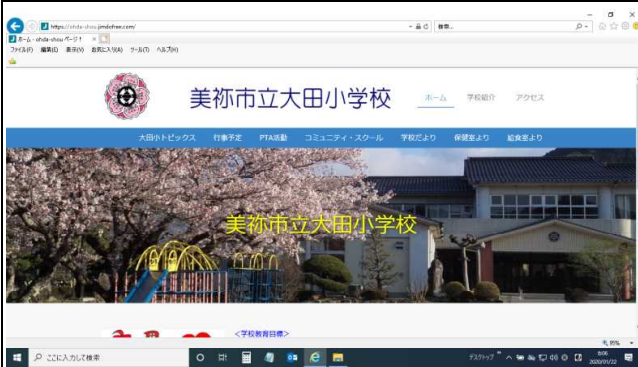 https://ohda-shou.jimdofree.com/
検索...
ホーム - ohda-shou ページ！
ファイル(F) 編集(E) 表示(V) お気に入り(A) ツール(T) ヘルプ(H)
美祢市立大田小学校
ホーム 学校紹介 アクセス
大田小トピックス 行事予定 PTA活動 コミュニティ・スクール 学校だより 保健室より 給食室より
美祢市立大田小学校
<学校教育目標>
ここに入力して検索
デスクトップ
2020/01/22